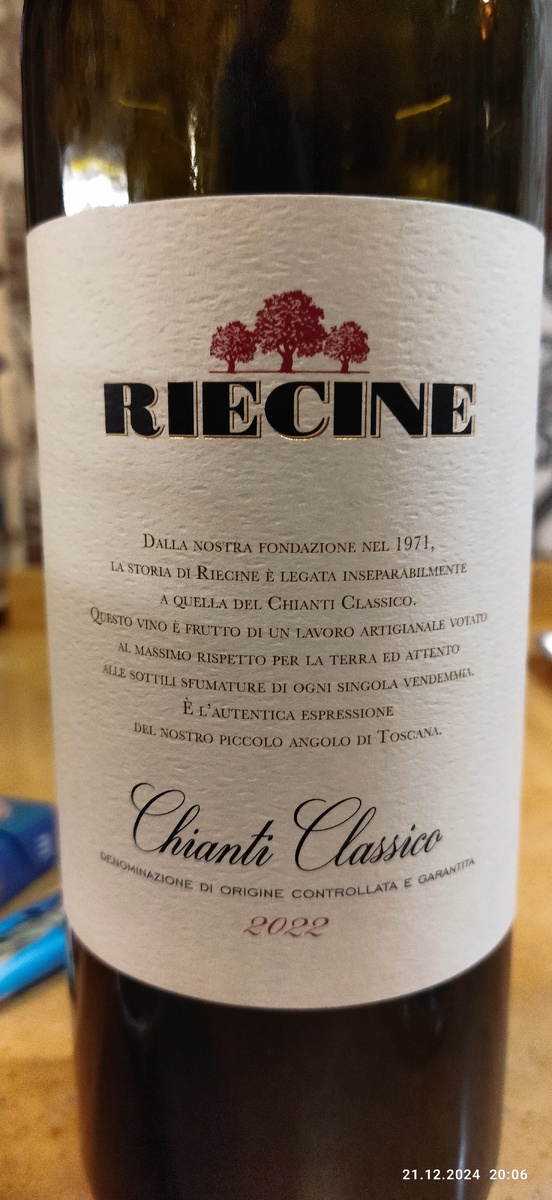 RIECINE
Dalla nostra fondazione nel 1971,
la storia di Riecine è legata inseparabilmente
a quella del Chianti Classico.
Questo vino è frutto di un lavoro artigianale votato
al massimo rispetto per la terra ed attento
alle sottili sfumature di ogni singola vendemmia.
È l'autentica espressione
del nostro piccolo angolo di Toscana.
Chianti Classico
DENOMINAZIONE DI ORIGINE CONTROLLATA E GARANTITA
2022
21.12.2024 20:06